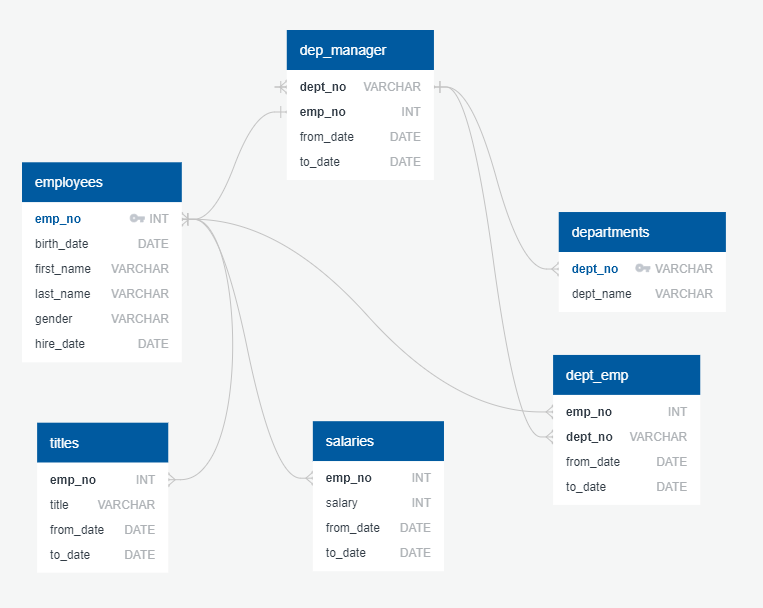 dep_manager
dept_no VARCHAR
emp_no INT
from_date DATE
to_date DATE
employees
emp_no INT
birth_date DATE
first_name VARCHAR
last_name VARCHAR
gender VARCHAR
hire_date DATE
departments
dept_no VARCHAR
dept_name VARCHAR
dept_emp
emp_no INT
dept_no VARCHAR
from_date DATE
to_date DATE
titles
emp_no INT
title VARCHAR
from_date DATE
to_date DATE
salaries
emp_no INT
salary INT
from_date DATE
to_date DATE